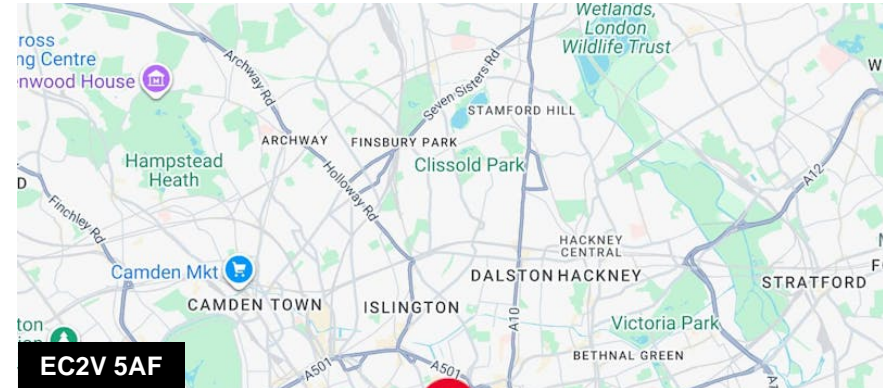 Wetlands,
London
Wildlife Trust
ross
ng Centre
enwood House
Archway Rd
Seven Sisters Rd
STAMFORD HILL
ARCHWAY
FINSBURY PARK
Clissold Park
Hampstead
Heath
Holloway Rd
A12
Finchley Rd
HACKNEY
CENTRAL
Camden Mkt
DALSTON
HACKNEY
STRATFORD
CAMDEN TOWN
ISLINGTON
A10
Victoria Park
BETHNAL GREEN
A501
A501
EC2V 5AF